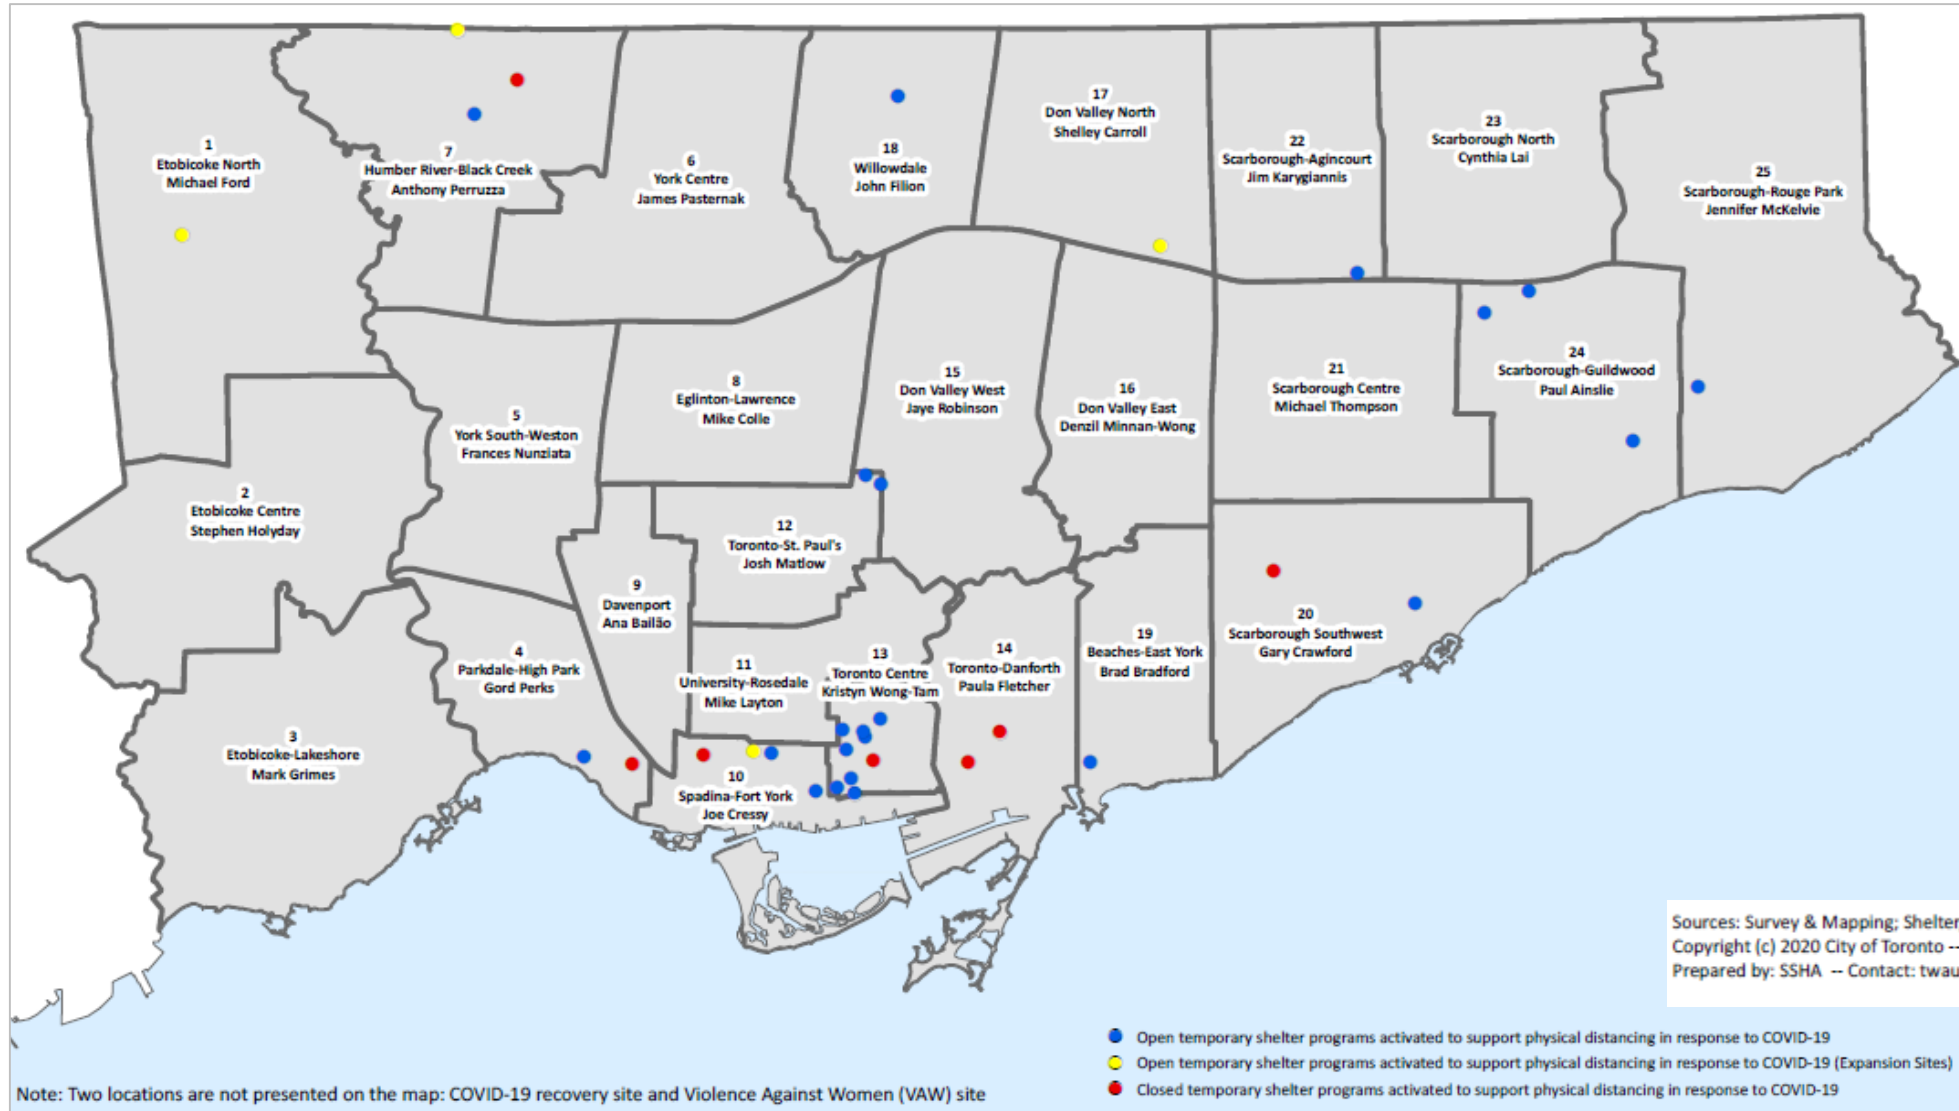 1
Etobicoke North
Michael Ford
7
Humber River-Black Creek
Anthony Perruzza
6
York Centre
James Pasternak
18
Willowdale
John Filion
17
Don Valley North
Shelley Carroll
22
Scarborough-Agincourt
Jim Karygiannis
23
Scarborough North
Cynthia Lai
25
Scarborough-Rouge Park
Jennifer McKelvie
2
Etobicoke Centre
Stephen Holyday
5
York South-Weston
Frances Nunziata
8
Eglinton-Lawrence
Mike Colle
15
Don Valley West
Jaye Robinson
16
Don Valley East
Denzil Minnan-Wong
21
Scarborough Centre
Michael Thompson
24
Scarborough-Guildwood
Paul Ainslie
12
Toronto-St. Paul's
Josh Matlow
9
Davenport
Ana Bailão
3
Etobicoke-Lakeshore
Mark Grimes
4
Parkdale-High Park
Gord Perks
11
University-Rosedale
Mike Layton
13
Toronto Centre
Kristyn Wong-Tam
14
Toronto-Danforth
Paula Fletcher
19
Beaches-East York
Brad Bradford
20
Scarborough Southwest
Gary Crawford
10
Spadina-Fort York
Joe Cressy
Sources: Survey & Mapping; Shelter
Copyright (c) 2020 City of Toronto --
Prepared by: SSHA -- Contact: twau
Open temporary shelter programs activated to support physical distancing in response to COVID-19
Open temporary shelter programs activated to support physical distancing in response to COVID-19 (Expansion Sites)
Closed temporary shelter programs activated to support physical distancing in response to COVID-19
Note: Two locations are not presented on the map: COVID-19 recovery site and Violence Against Women (VAW) site